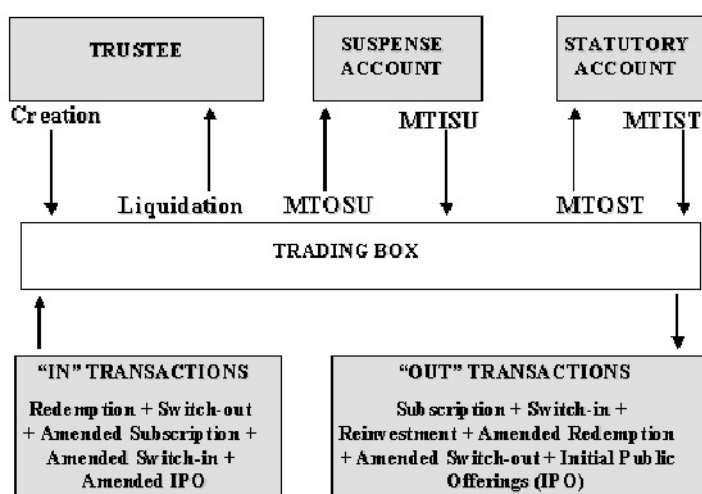 TRUSTEE
SUSPENSE
ACCOUNT
STATUTORY
ACCOUNT
Creation
MTISU
MTIST
Liquidation
MTOSU
MTOST
TRADING BOX
“IN” TRANSACTIONS
Redemption + Switch-out
+ Amended Subscription +
Amended Switch-in +
Amended IPO
“OUT” TRANSACTIONS
Subscription + Switch-in +
Reinvestment + Amended Redemption
+ Amended Switch-out + Initial Public
Offerings (IPO)